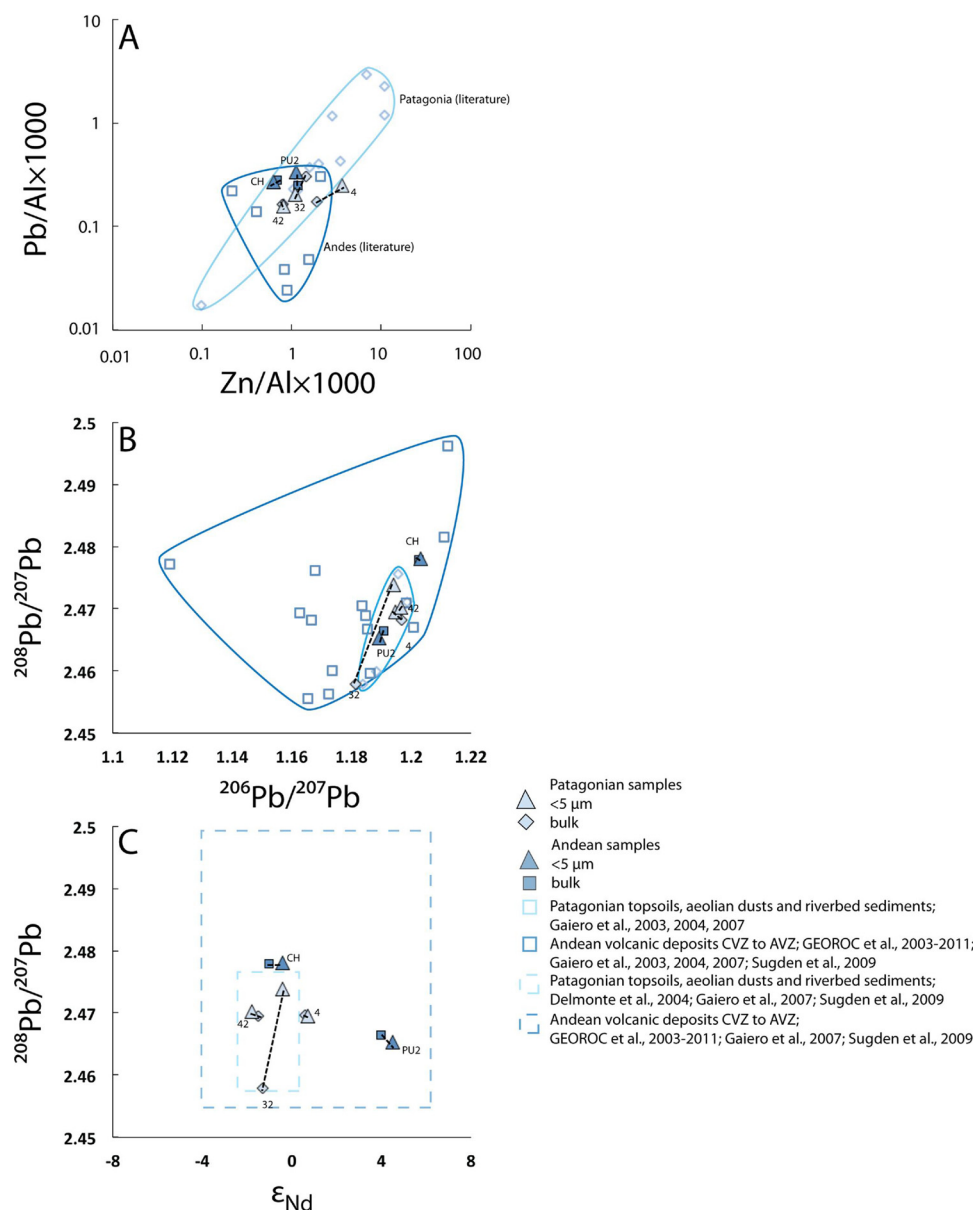 A
10
1
0.1
0.01
Pb/Al×1000
Patagonia (literature)
PU2
CH
4
32
42
Andes (literature)
0.01
0.1
1
10
100
Zn/Al×1000
B
2.5
2.49
2.48
2.47
2.46
2.45
208Pb/207Pb
CH
42
4
PU2
32
1.1
1.12
1.14
1.16
1.18
1.2
1.22
206Pb/207Pb
C
2.5
2.49
2.48
2.47
2.46
2.45
208Pb/207Pb
CH
4
42
PU2
32
-8
-4
0
4
8
εNd
Patagonian samples
<5 µm
bulk
Andean samples
<5 µm
bulk
Patagonian topsoils, aeolian dusts and riverbed sediments;
Gaiero et al., 2003, 2004, 2007
Andean volcanic deposits CVZ to AVZ; GEOROC et al., 2003-2011;
Gaiero et al., 2003, 2004, 2007; Sugden et al., 2009
Patagonian topsoils, aeolian dusts and riverbed sediments;
Delmonte et al., 2004; Gaiero et al., 2007; Sugden et al., 2009
Andean volcanic deposits CVZ to AVZ;
GEOROC et al., 2003-2011; Gaiero et al., 2007; Sugden et al., 2009